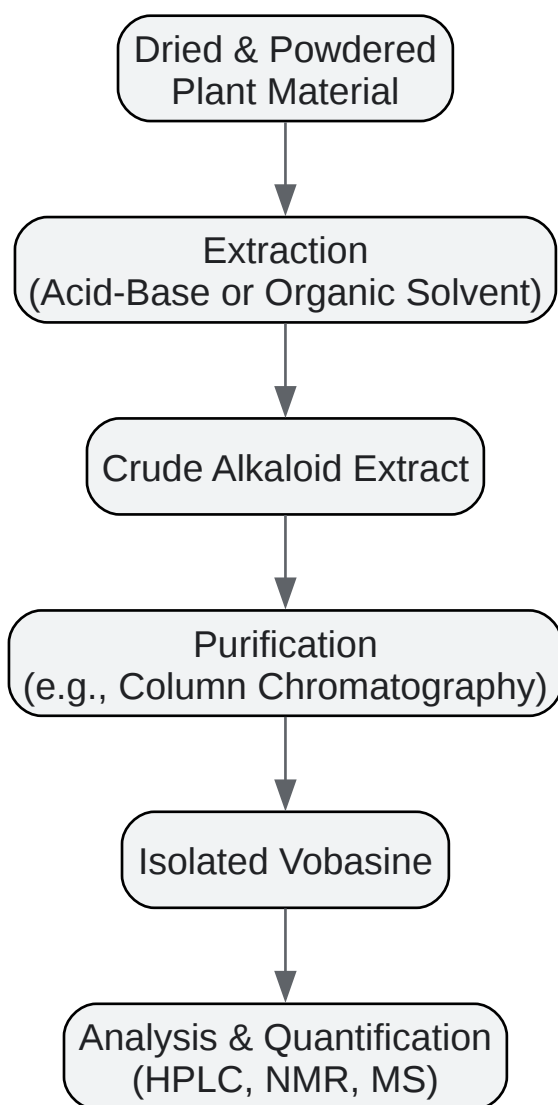 Dried & Powdered
Plant Material
Extraction
(Acid-Base or Organic Solvent)
Crude Alkaloid Extract
Purification
(e.g., Column Chromatography)
Isolated Vobasine
Analysis & Quantification
(HPLC, NMR, MS)